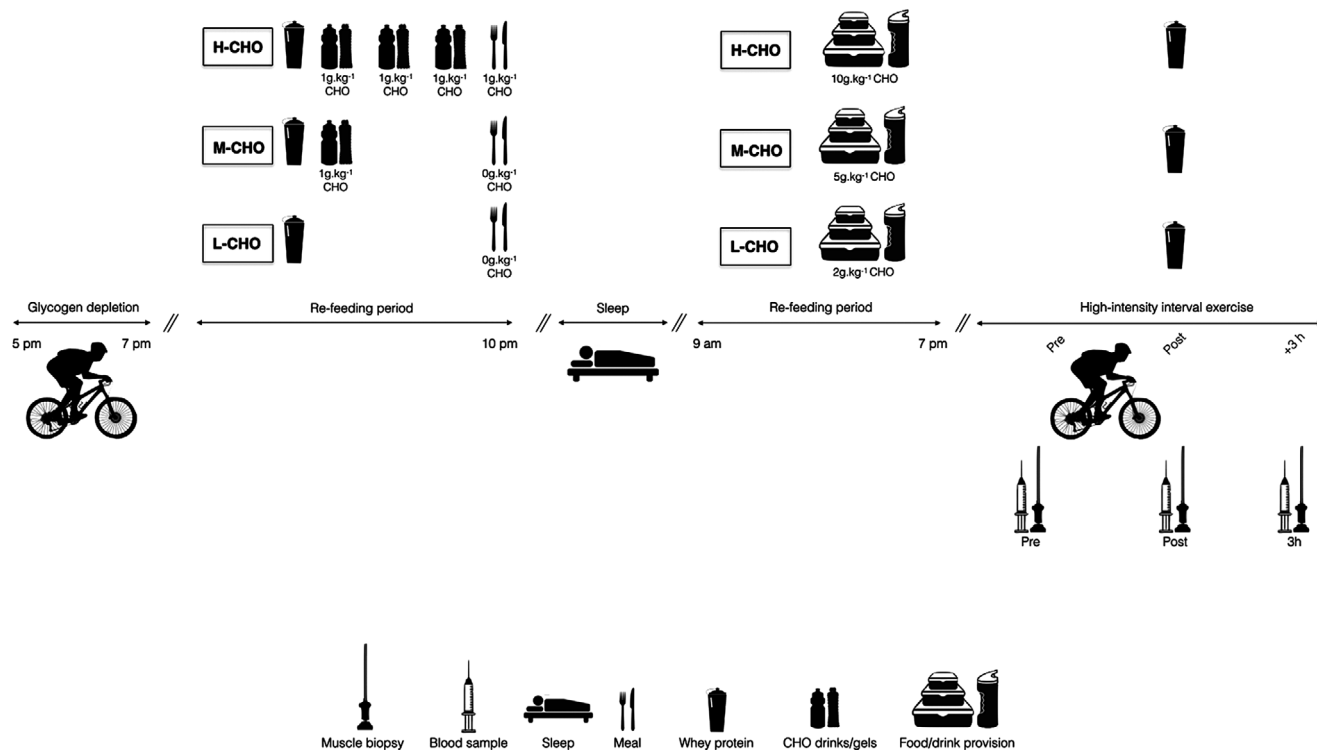 H-CHO
1g.kg⁻¹ 1g.kg⁻¹ 1g.kg⁻¹ 1g.kg⁻¹
CHO CHO CHO CHO
H-CHO
10g.kg⁻¹ CHO
M-CHO
1g.kg⁻¹ 0g.kg⁻¹
CHO CHO
M-CHO
5g.kg⁻¹ CHO
L-CHO
0g.kg⁻¹
CHO
L-CHO
2g.kg⁻¹ CHO
Glycogen depletion // Re-feeding period // Sleep // Re-feeding period // High-intensity interval exercise
5 pm 7 pm 10 pm 9 am 7 pm Pre Post +3 h
Pre Post 3h
Muscle biopsy Blood sample Sleep Meal Whey protein CHO drinks/gels Food/drink provision